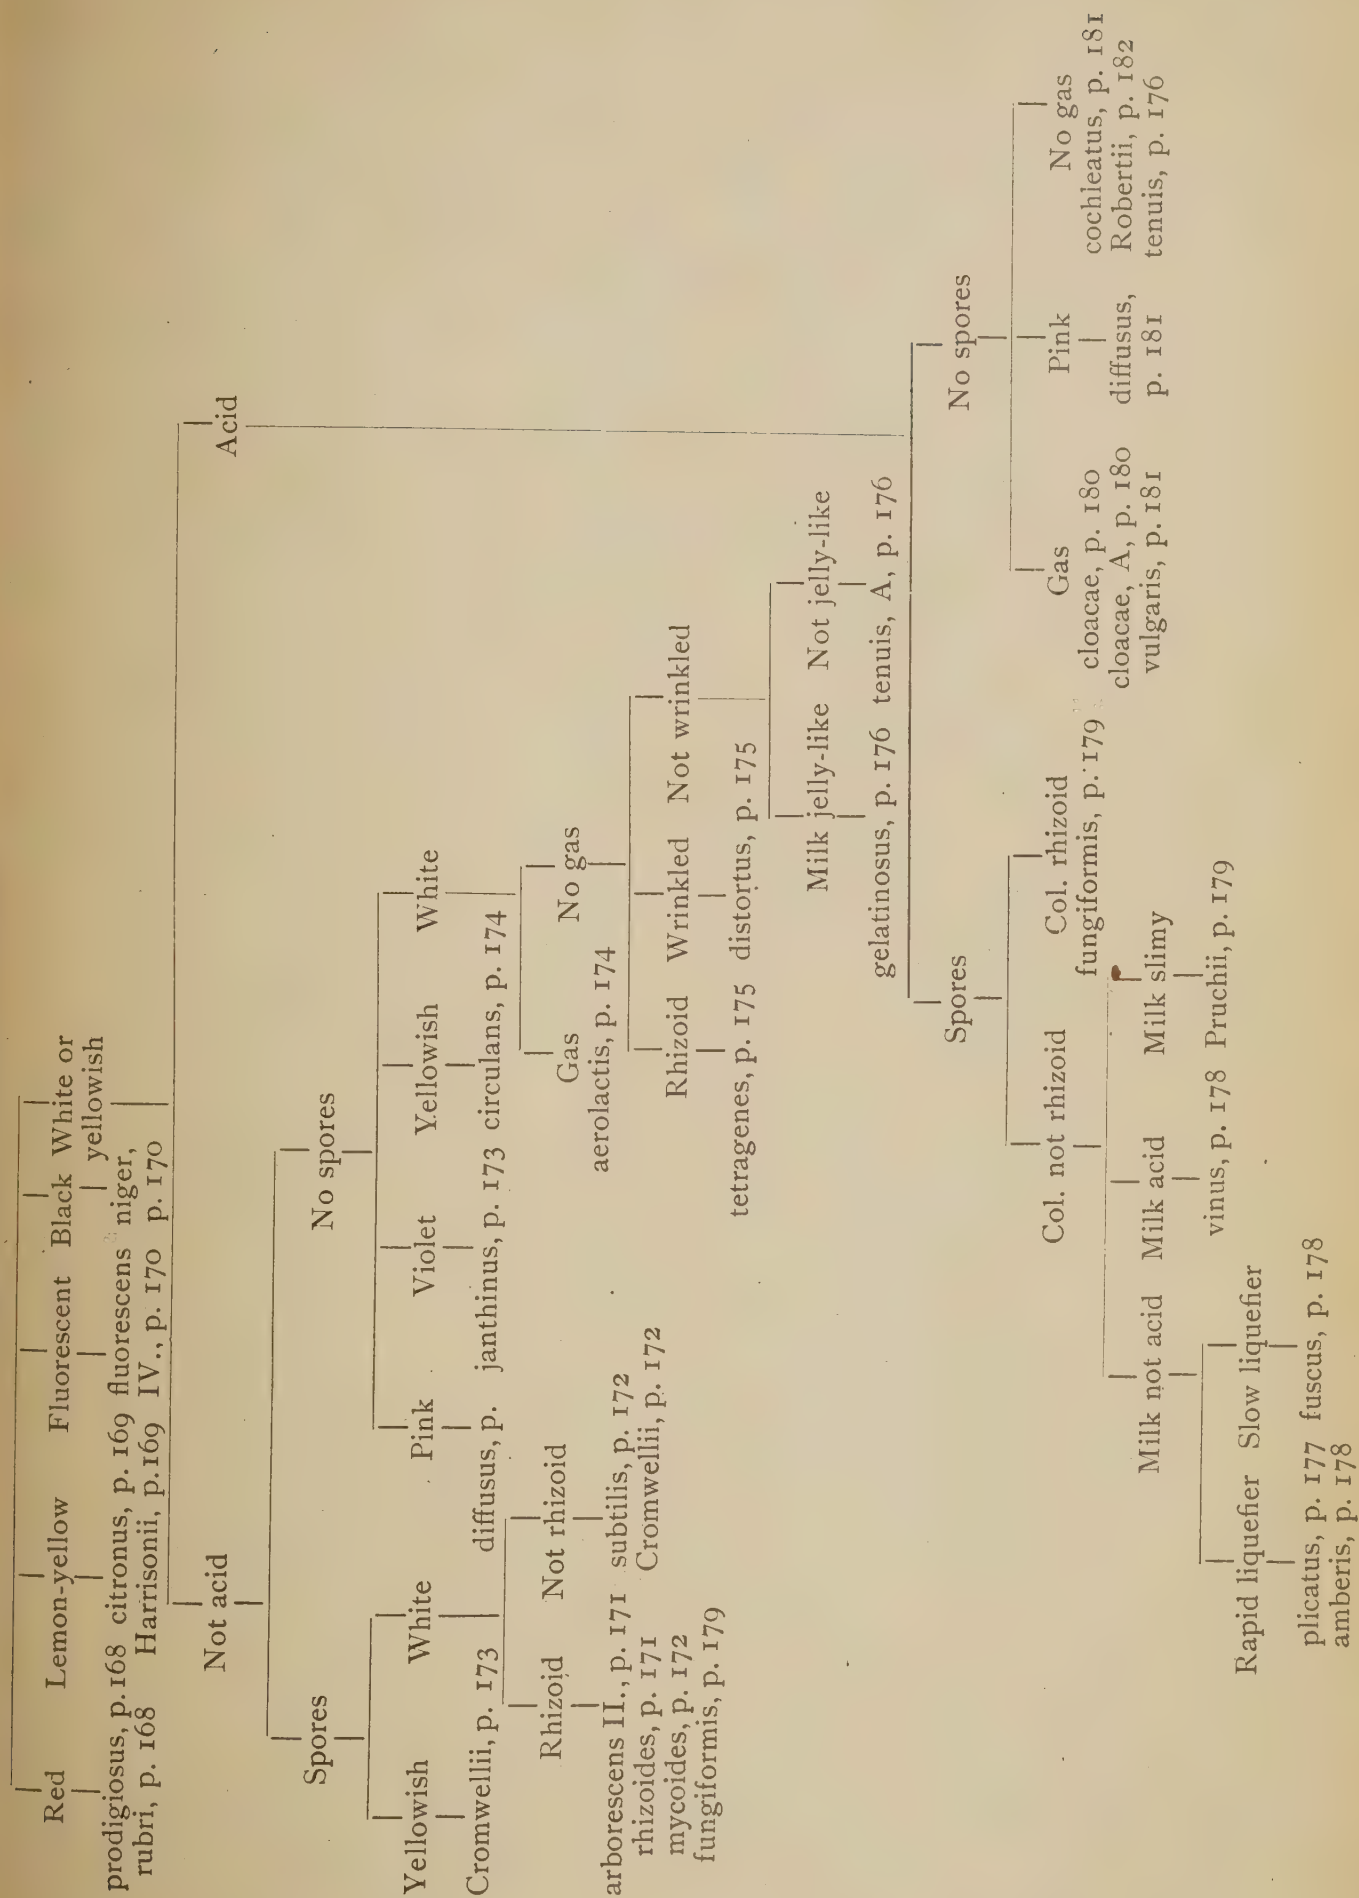 Red Lemon-yellow Fluorescent Black White or
yellowish
prodigiosus, p. 168 citronus, p. 169 fluorescens niger,
rubri, p. 168 Harrisonii, p. 169 IV., p. 170 p. 170
Not acid Acid
Spores No spores
Yellowish White Pink Violet Yellowish White
Cromwellii, p. 173 diffusus, p. janthinus, p. 173 circulans, p. 174
Rhizoid Not rhizoid Gas No gas
aerolactis, p. 174
arborescens II., p. 171 subtilis, p. 172
rhizoides, p. 171 Cromwellii, p. 172
mycoides, p. 172
fungiformis, p. 179
Rhizoid Wrinkled Not wrinkled
tetragenes, p. 175 distortus, p. 175
Milk jelly-like Not jelly-like
gelatinosus, p. 176 tenuis, A, p. 176
Spores No spores
Col. not rhizoid Col. rhizoid Gas Pink No gas
fungiformis, p. 179 cloacae, p. 180 diffusus, cochleatus, p. 181
cloacae, A, p. 180 p. 181 Robertii, p. 182
vulgaris, p. 181 tenuis, p. 176
Milk not acid Milk acid Milk slimy
vinus, p. 178 Pruchii, p. 179
Rapid liquefier Slow liquefier
plicatus, p. 177 fuscus, p. 178
amberis, p. 178